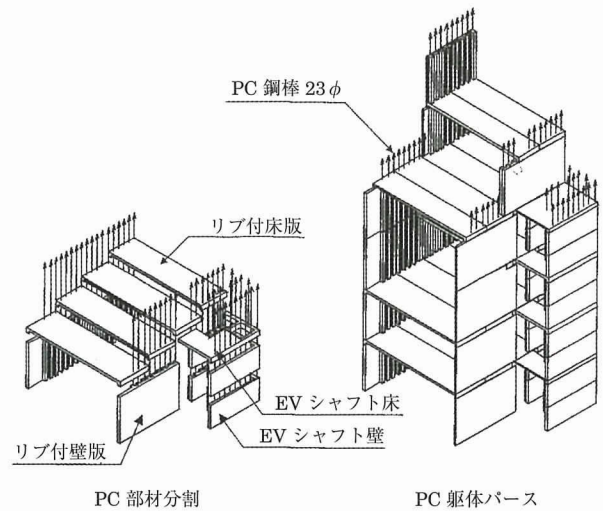 PC 鋼棒 23φ
リブ付床版
EV シャフト床
EV シャフト壁
リブ付壁版
PC 部材分割
PC 躯体パース